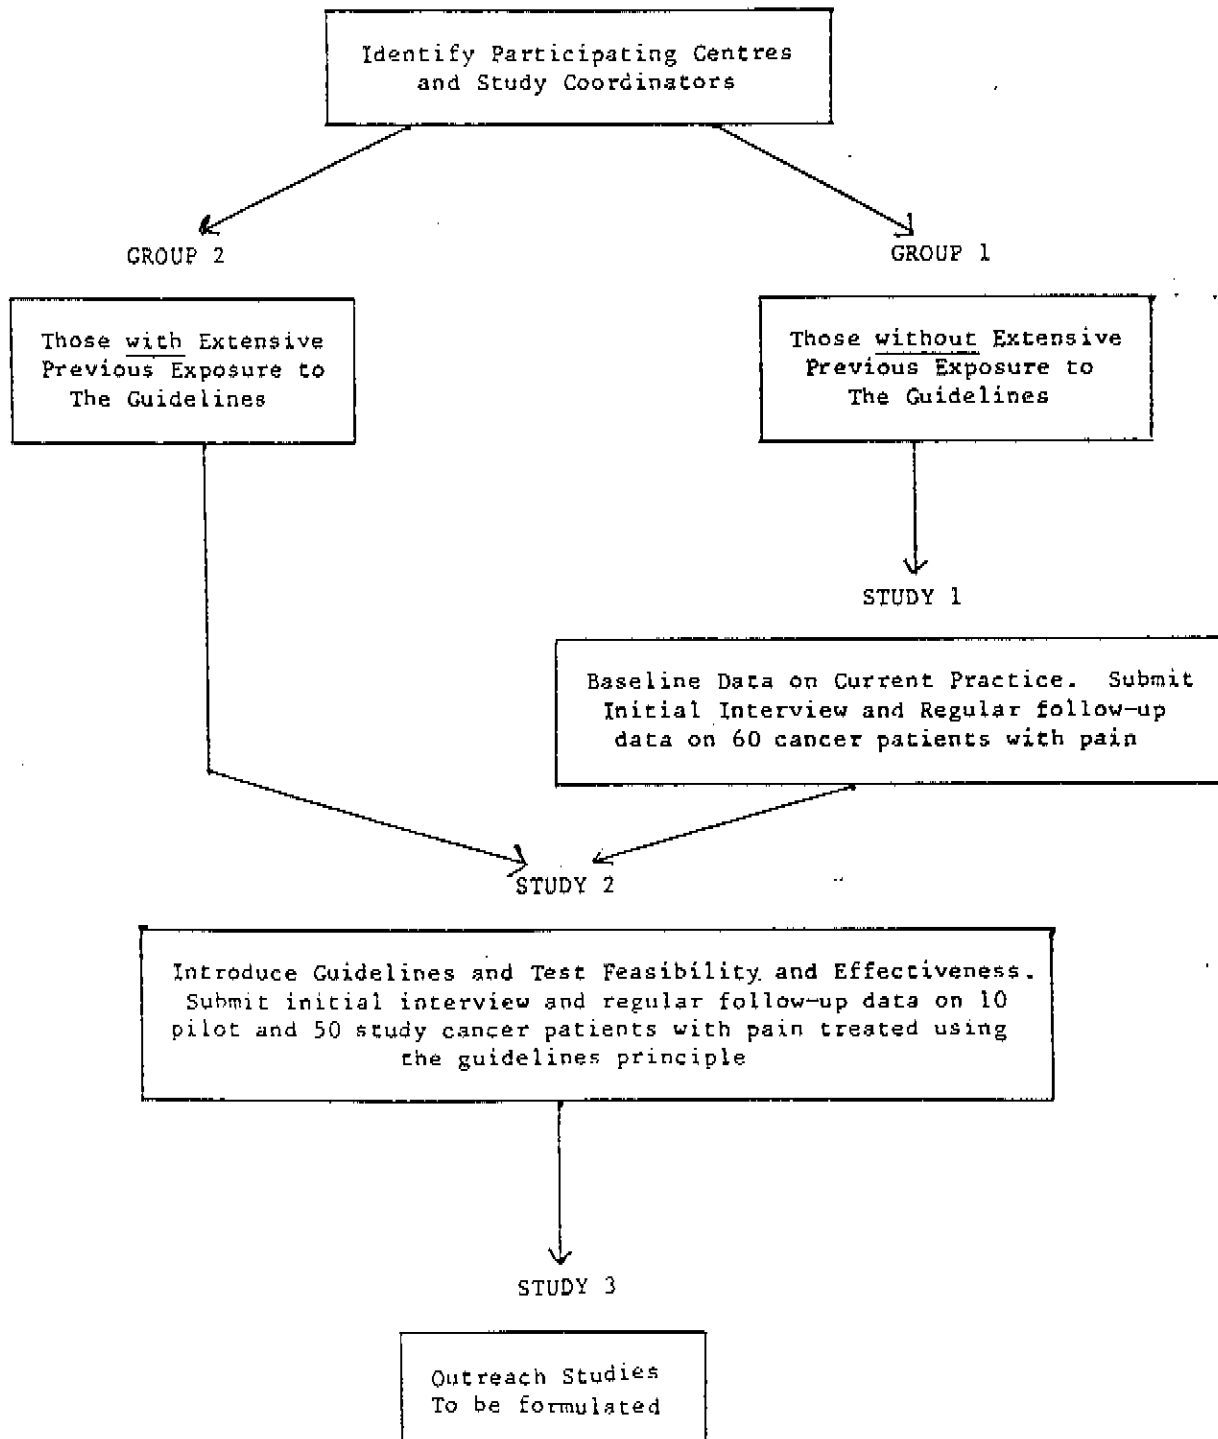 Identify Participating Centres
and Study Coordinators
GROUP 2
GROUP 1
Those with Extensive
Previous Exposure to
The Guidelines
Those without Extensive
Previous Exposure to
The Guidelines
STUDY 1
Baseline Data on Current Practice. Submit
Initial Interview and Regular follow-up
data on 60 cancer patients with pain
STUDY 2
Introduce Guidelines and Test Feasibility and Effectiveness.
Submit initial interview and regular follow-up data on 10
pilot and 50 study cancer patients with pain treated using
the guidelines principle
STUDY 3
Outreach Studies
To be formulated